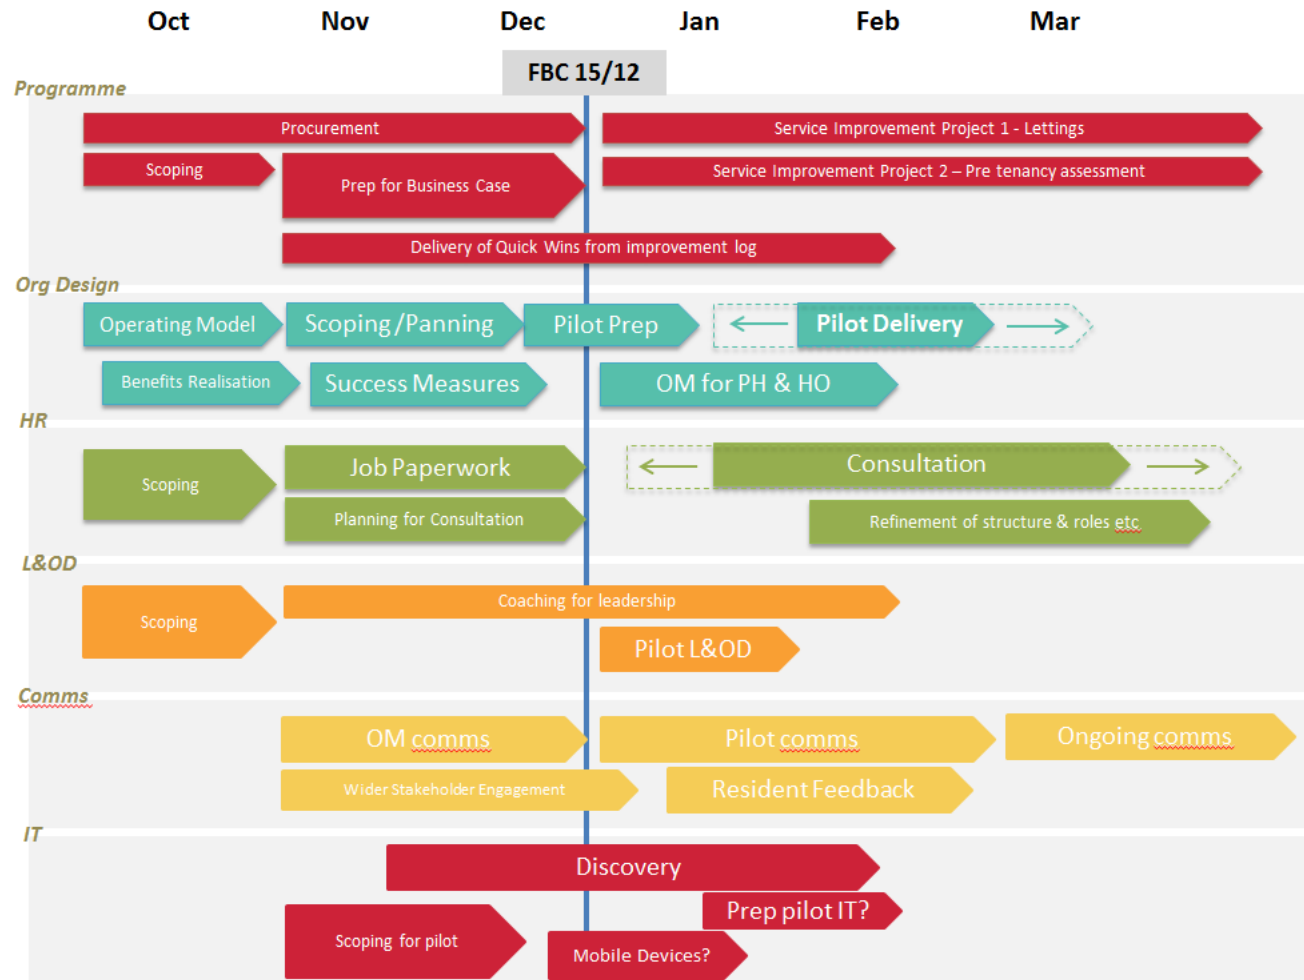 Oct Nov Dec Jan Feb Mar
FBC 15/12
Programme
Procurement
Service Improvement Project 1 - Lettings
Scoping
Prep for Business Case
Service Improvement Project 2 – Pre tenancy assessment
Delivery of Quick Wins from improvement log
Org Design
Operating Model
Scoping /Panning
Pilot Prep
Pilot Delivery
Benefits Realisation
Success Measures
OM for PH & HO
HR
Scoping
Job Paperwork
Consultation
Planning for Consultation
Refinement of structure & roles etc
L&OD
Scoping
Coaching for leadership
Pilot L&OD
Comms
OM comms
Pilot comms
Ongoing comms
Wider Stakeholder Engagement
Resident Feedback
IT
Discovery
Prep pilot IT?
Scoping for pilot
Mobile Devices?